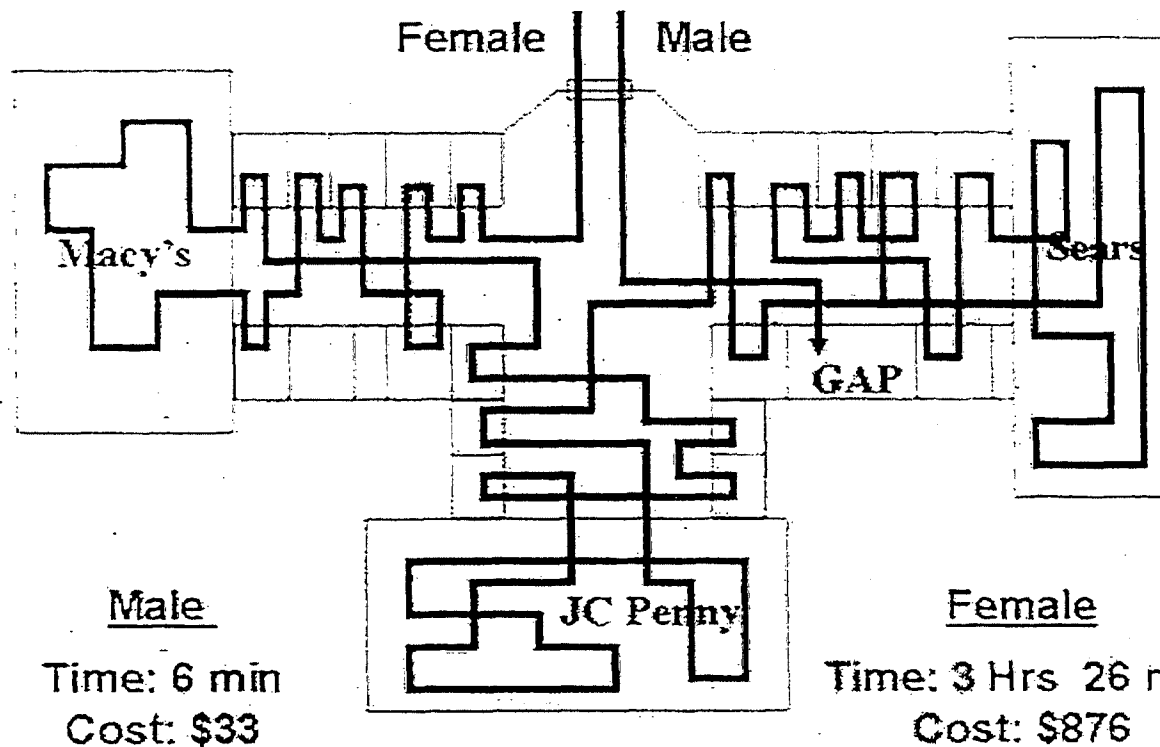 Female Male
Macy's
Sears
GAP
JC Penny
Male
Time: 6 min
Cost: $33
Female
Time: 3 Hrs 26
Cost: $876